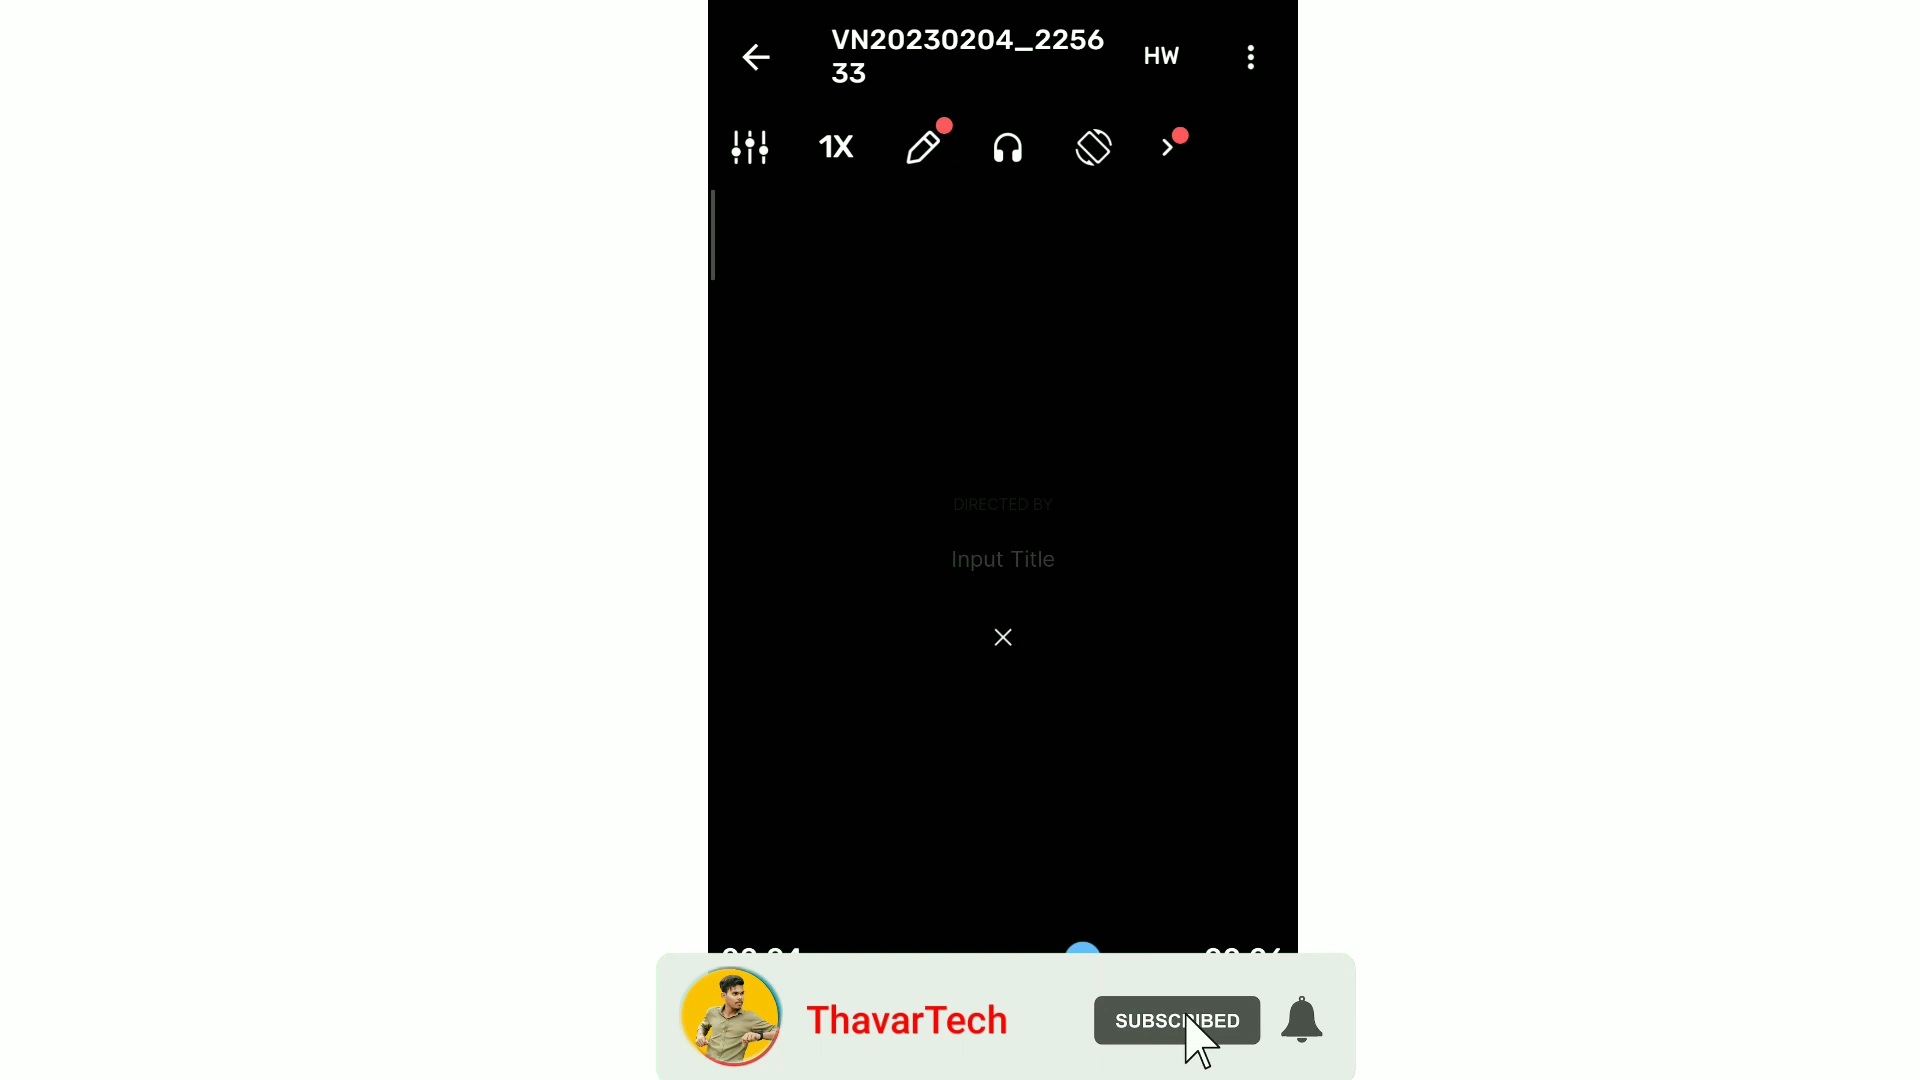 VN20230204_2256
33
HW
1X
DIRECTED BY
Input Title
ThavarTech
SUBSCRIBED